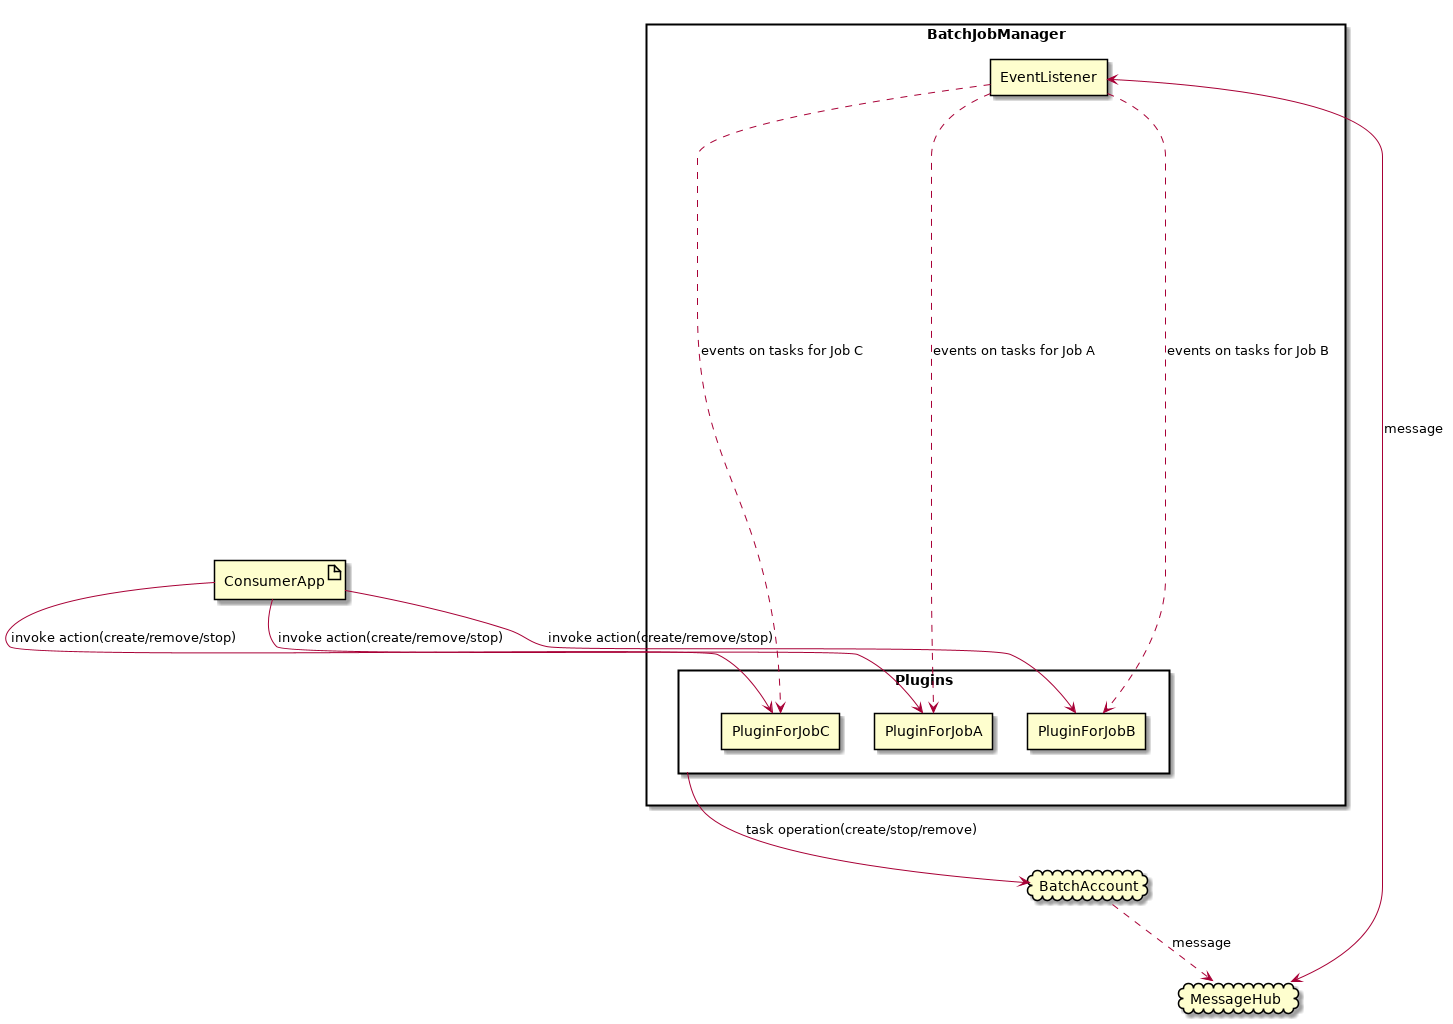 BatchJobManager
EventListener
events on tasks for Job C
events on tasks for Job A
events on tasks for Job B
message
ConsumerApp
invoke action(create/remove/stop)
invoke action(create/remove/stop)
invoke action(create/remove/stop)
Plugins
PluginForJobC
PluginForJobA
PluginForJobB
task operation(create/stop/remove)
BatchAccount
message
MessageHub